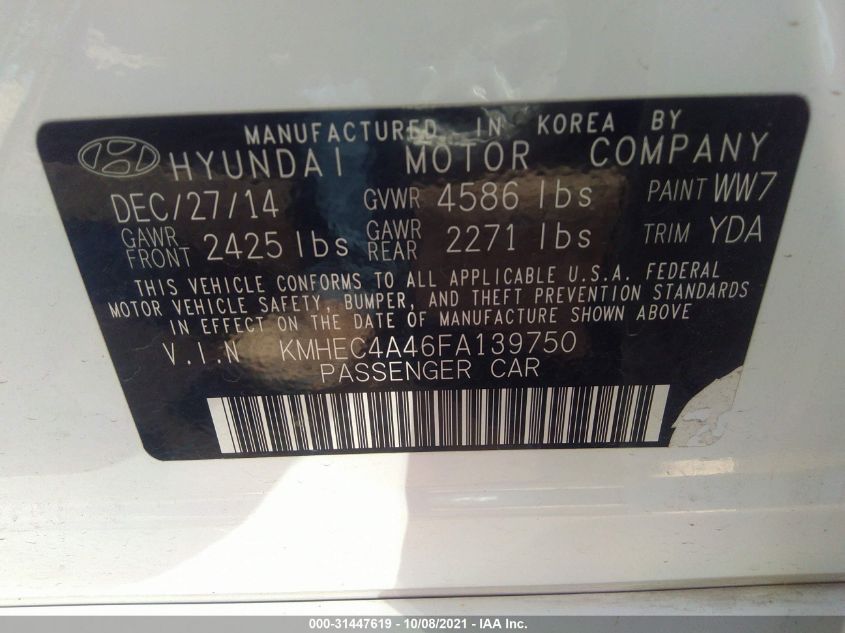 MANUFACTURED IN KOREA BY
HYUNDAI MOTOR COMPANY
DEC/27/14 GVWR 4586 lbs PAINT WW7
GAWR FRONT 2425 lbs GAWR REAR 2271 lbs TRIM YDA
THIS VEHICLE CONFORMS TO ALL APPLICABLE U.S.A. FEDERAL
MOTOR VEHICLE SAFETY, BUMPER, AND THEFT PREVENTION STANDARDS
IN EFFECT ON THE DATE OF MANUFACTURE SHOWN ABOVE
V.I.N KMHEC4A46FA139750
PASSENGER CAR
000-31447619 - 10/08/2021 - IAA Inc.